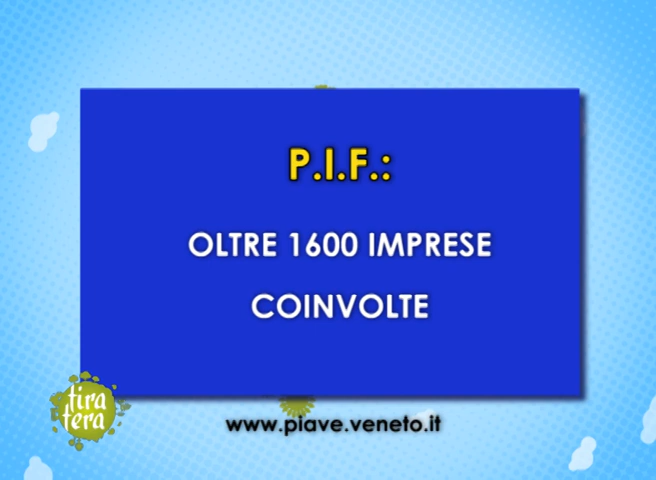 P.I.F.:
OLTRE 1600 IMPRESE
COINVOLTE
tira
tera
www.piave.veneto.it